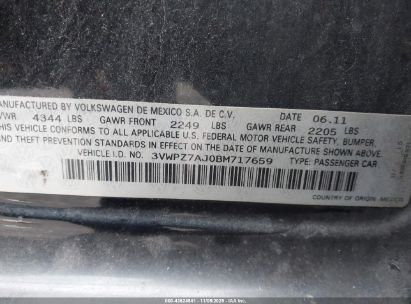 MANUFACTURED BY VOLKSWAGEN DE MEXICO S.A. DE C.V. DATE 06.11
GVWR 4344 LBS GAWR FRONT 2249 LBS GAWR REAR 2205 LBS
THIS VEHICLE CONFORMS TO ALL APPLICABLE U.S. FEDERAL MOTOR VEHICLE SAFETY, BUMPER,
AND THEFT PREVENTION STANDARDS IN EFFECT ON THE DATE OF MANUFACTURE SHOWN ABOVE
VEHICLE I.D. NO. 3VWPZ7AJ0BM717659 TYPE: PASSENGER CAR
COUNTRY OF ORIGIN: MEXICO